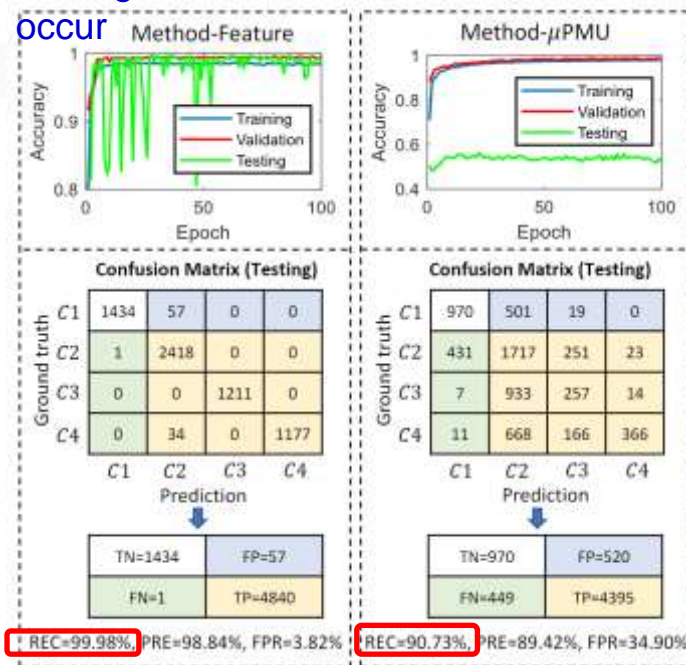 occur
Method-Feature
Accuracy
1
0.9
0.8
Training
Validation
Testing
0 50 100
Epoch
Confusion Matrix (Testing)
Ground truth
C1 1434 57 0 0
C2 1 2418 0 0
C3 0 0 1211 0
C4 0 34 0 1177
C1 C2 C3 C4
Prediction
TN=1434 FP=57
FN=1 TP=4840
REC=99.98%, PRE=98.84%, FPR=3.82%
Method-μPMU
Accuracy
1
0.8
0.6
0.4
Training
Validation
Testing
0 50 100
Epoch
Confusion Matrix (Testing)
Ground truth
C1 970 501 19 0
C2 431 1717 251 23
C3 7 933 257 14
C4 11 668 166 366
C1 C2 C3 C4
Prediction
TN=970 FP=520
FN=449 TP=4395
REC=90.73%, PRE=89.42%, FPR=34.90%